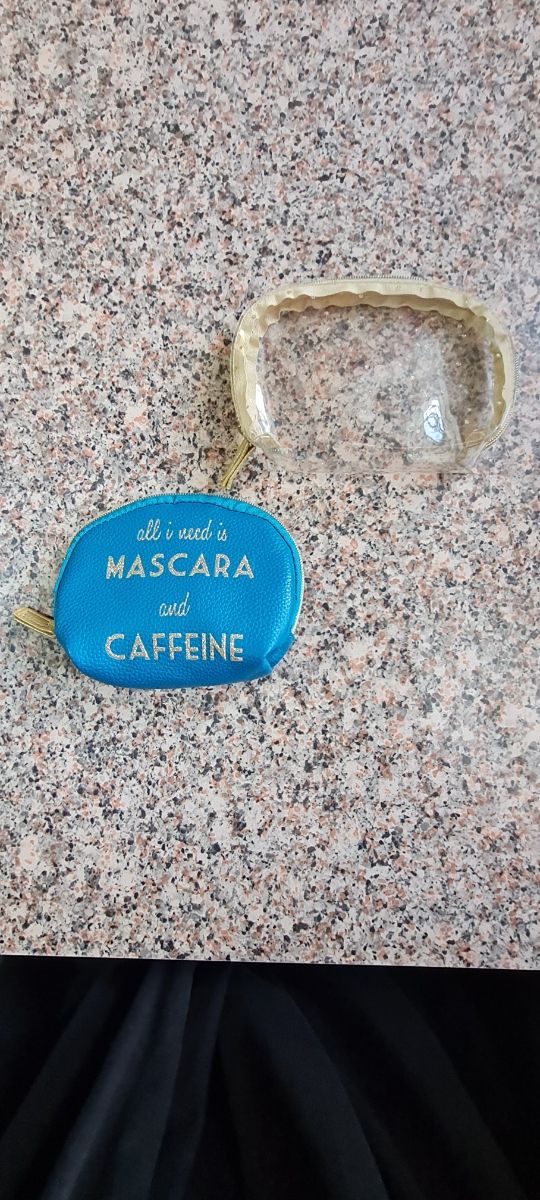 all i need is
MASCARA
and
CAFFEINE